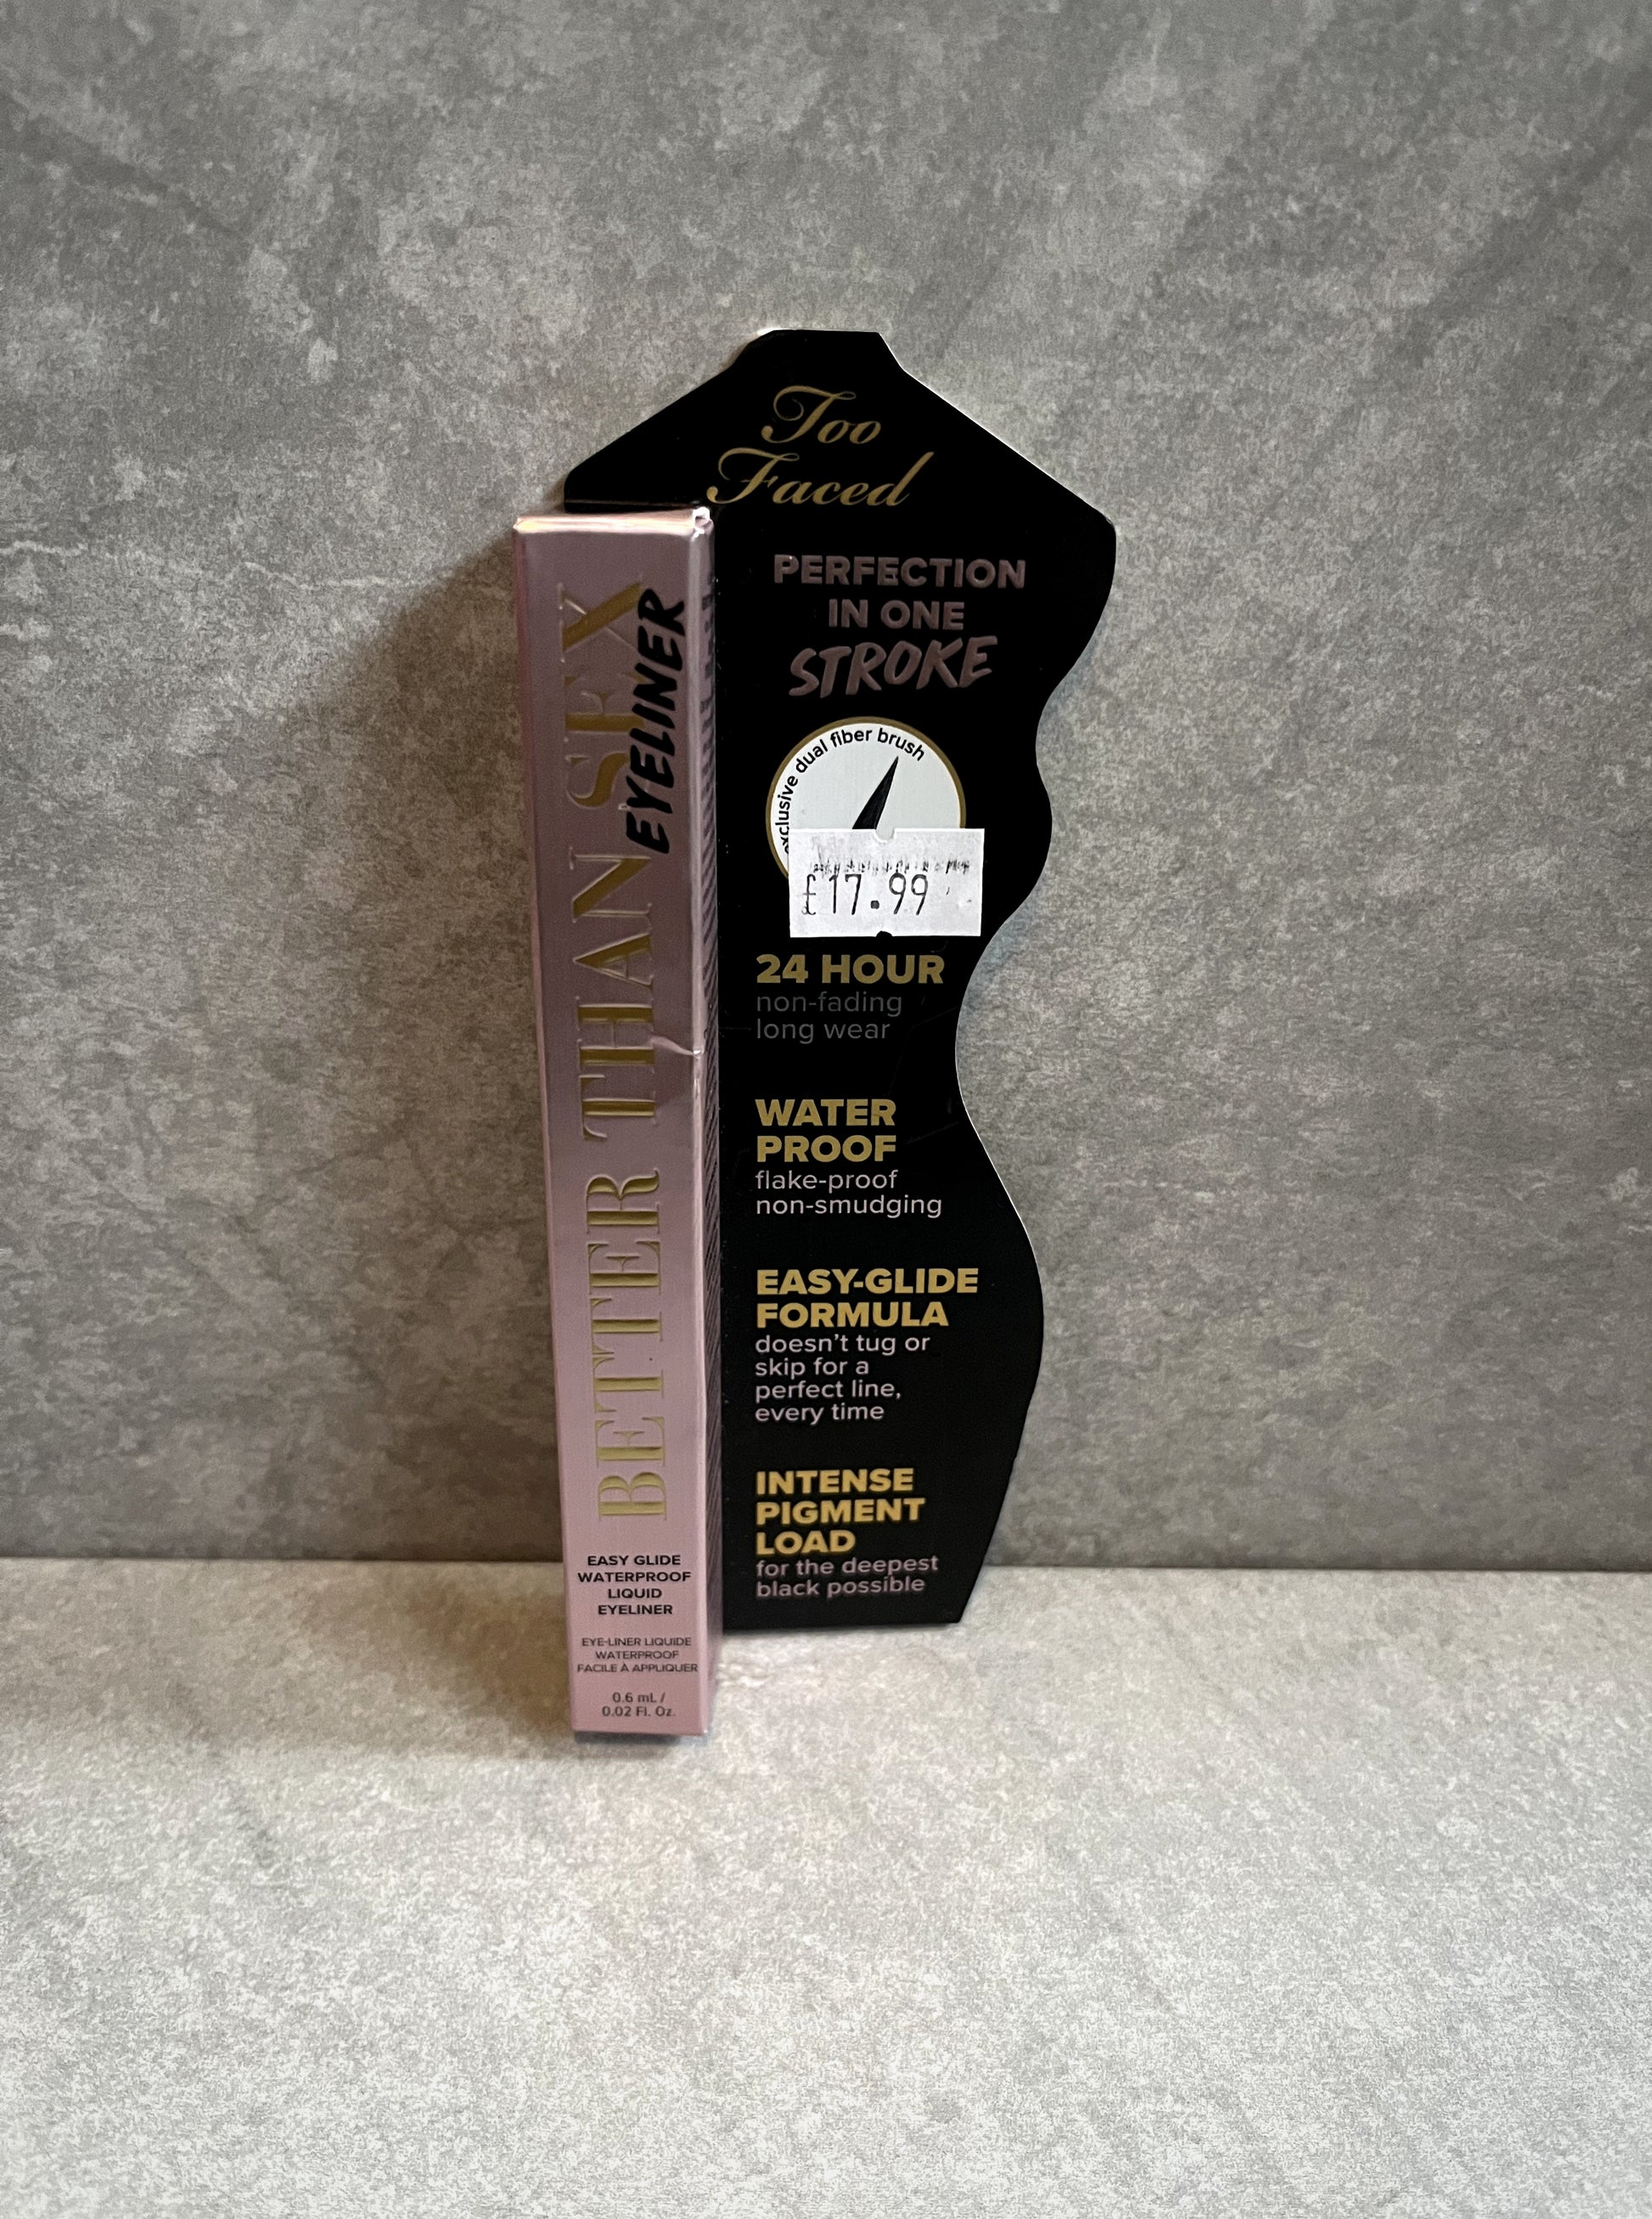 Too
Faced
PERFECTION
IN ONE
STROKE
exclusive dual fiber brush
£17.99
24 HOUR
non-fading
long wear
WATER
PROOF
flake-proof
non-smudging
EASY-GLIDE
FORMULA
doesn't tug or
skip for a
perfect line,
every time
INTENSE
PIGMENT
LOAD
for the deepest
black possible
BETTER THAN SEX
EYELINER
EASY GLIDE
WATERPROOF
LIQUID
EYELINER
EYE-LINER LIQUIDE
WATERPROOF
FACILE À APPLIQUER
0.6 mL /
0.02 Fl. Oz.